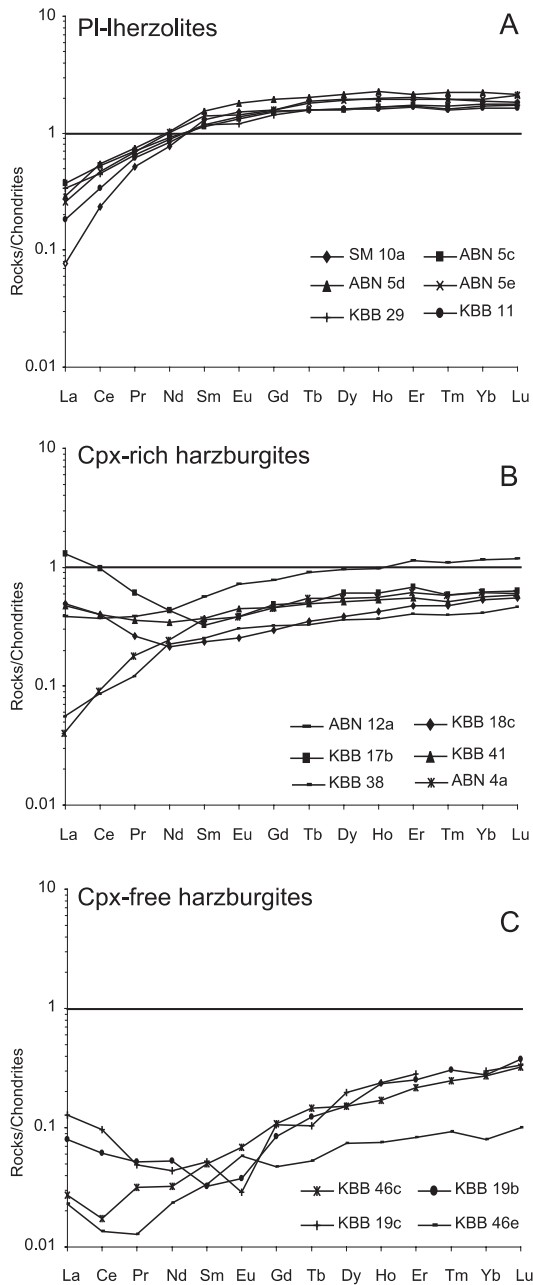 Pl-lherzolites
A
10
1
0.1
0.01
Rocks/Chondrites
SM 10a
ABN 5c
ABN 5d
ABN 5e
KBB 29
KBB 11
La Ce Pr Nd Sm Eu Gd Tb Dy Ho Er Tm Yb Lu
Cpx-rich harzburgites
B
10
1
0.1
0.01
Rocks/Chondrites
ABN 12a
KBB 18c
KBB 17b
KBB 41
KBB 38
ABN 4a
La Ce Pr Nd Sm Eu Gd Tb Dy Ho Er Tm Yb Lu
Cpx-free harzburgites
C
10
1
0.1
0.01
Rocks/Chondrites
KBB 46c
KBB 19b
KBB 19c
KBB 46e
La Ce Pr Nd Sm Eu Gd Tb Dy Ho Er Tm Yb Lu